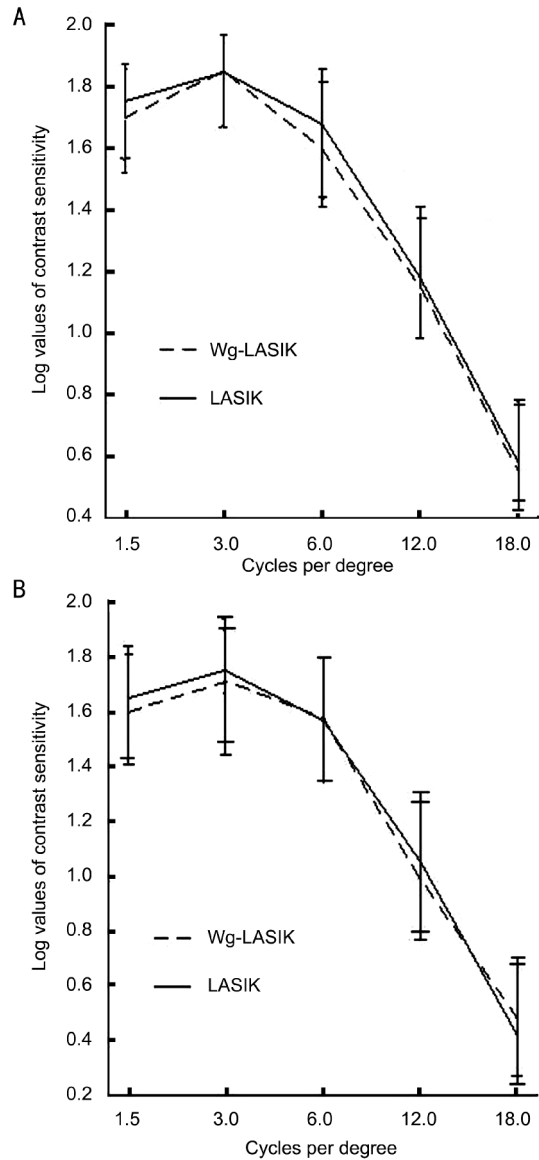 A
Log values of contrast sensitivity
2.0
1.8
1.6
1.4
1.2
1.0
0.8
0.6
0.4
Wg-LASIK
LASIK
1.5 3.0 6.0 12.0 18.0
Cycles per degree
B
Log values of contrast sensitivity
2.0
1.8
1.6
1.4
1.2
1.0
0.8
0.6
0.4
0.2
Wg-LASIK
LASIK
1.5 3.0 6.0 12.0 18.0
Cycles per degree